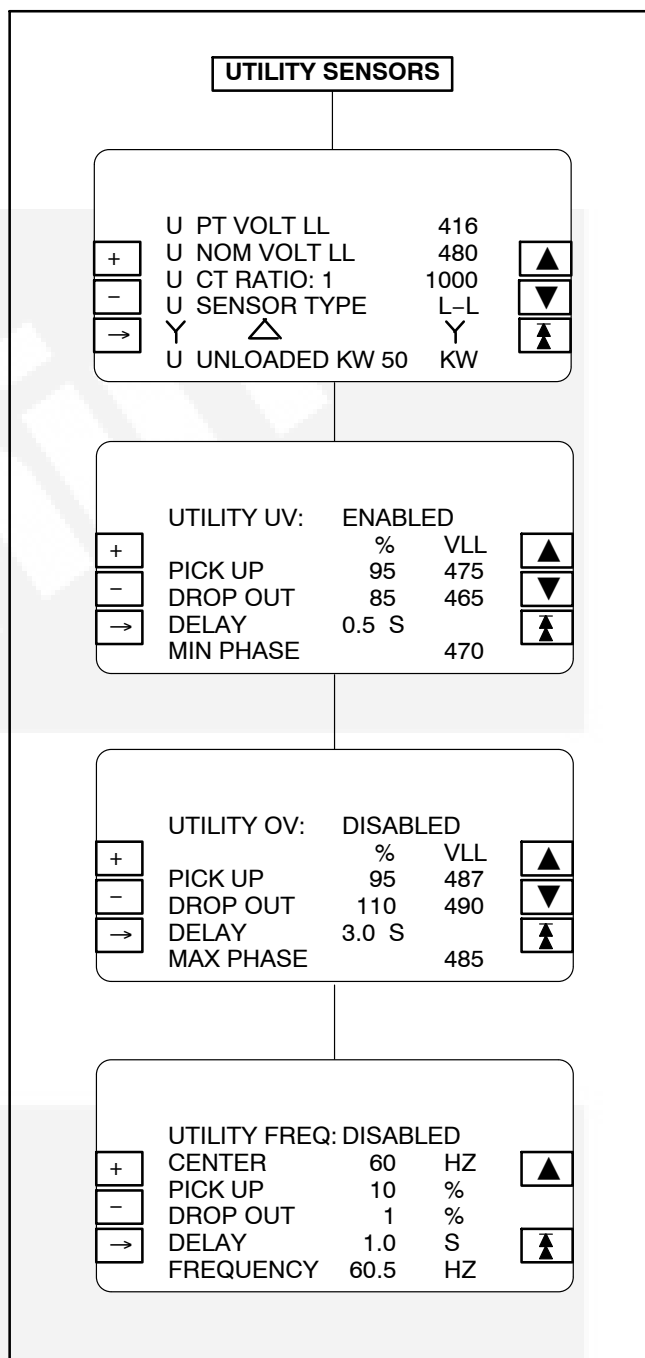 UTILITY SENSORS
U PT VOLT LL 416
U NOM VOLT LL 480
U CT RATIO: 1 1000
U SENSOR TYPE L–L
Y △ Y
U UNLOADED KW 50 KW
+
–
→
UTILITY UV: ENABLED
% VLL
PICK UP 95 475
DROP OUT 85 465
DELAY 0.5 S
MIN PHASE 470
+
–
→
UTILITY OV: DISABLED
% VLL
PICK UP 95 487
DROP OUT 110 490
DELAY 3.0 S
MAX PHASE 485
+
–
→
UTILITY FREQ: DISABLED
CENTER 60 HZ
PICK UP 10 %
DROP OUT 1 %
DELAY 1.0 S
FREQUENCY 60.5 HZ
+
–
→